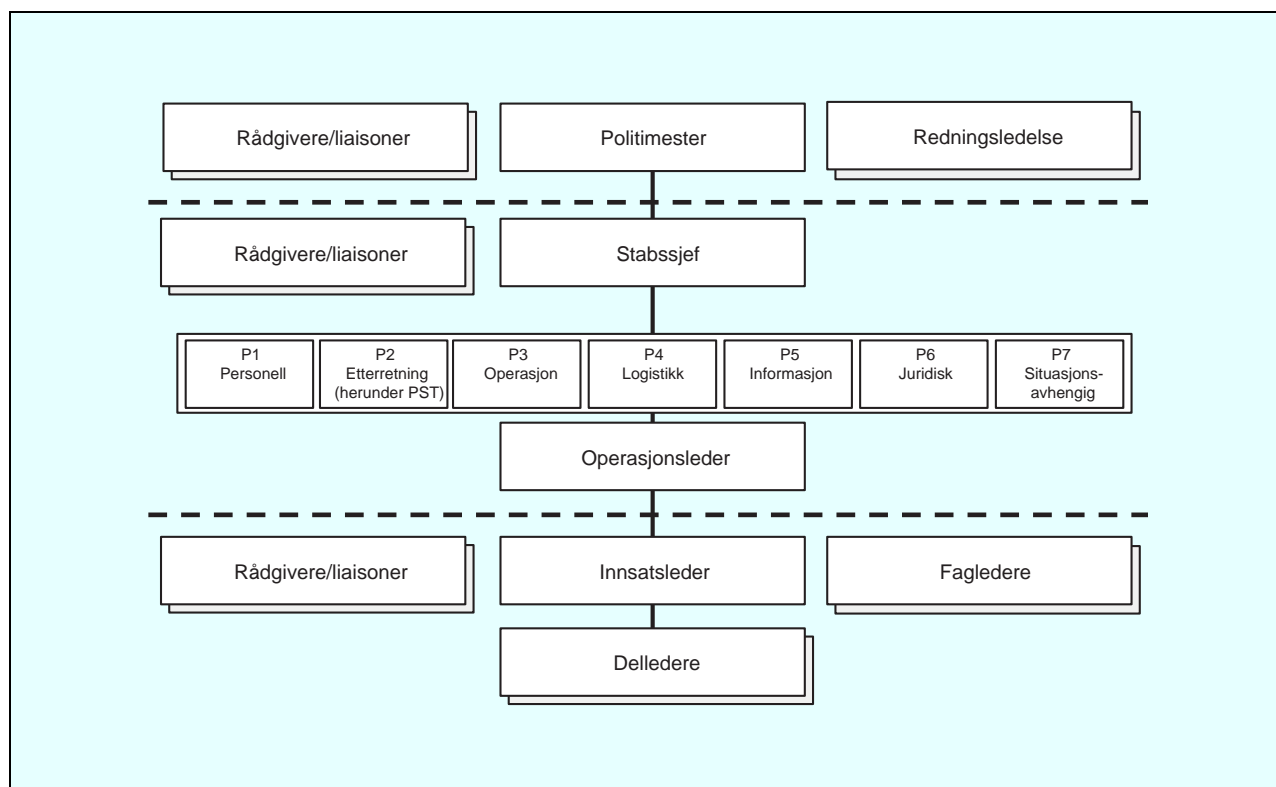 Rådgivere/liaisoner
Politimester
Redningsledelse
Rådgivere/liaisoner
Stabssjef
P1
Personell
P2
Etterretning
(herunder PST)
P3
Operasjon
P4
Logistikk
P5
Informasjon
P6
Juridisk
P7
Situasjons-
avhengig
Operasjonsleder
Rådgivere/liaisoner
Innsatsleder
Fagledere
Delledere